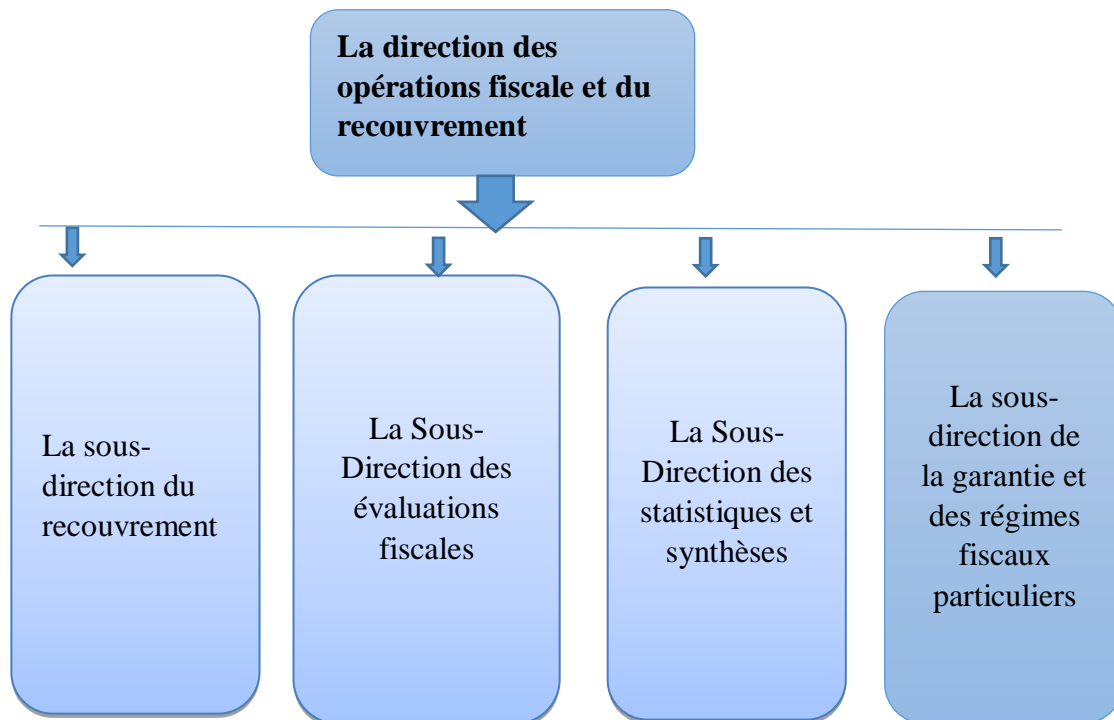 La direction des
opérations fiscale et du
recouvrement
La sous-
direction du
recouvrement
La Sous-
Direction des
évaluations
fiscales
La Sous-
Direction des
statistiques et
synthèses
La sous-
direction de
la garantie et
des régimes
fiscaux
particuliers